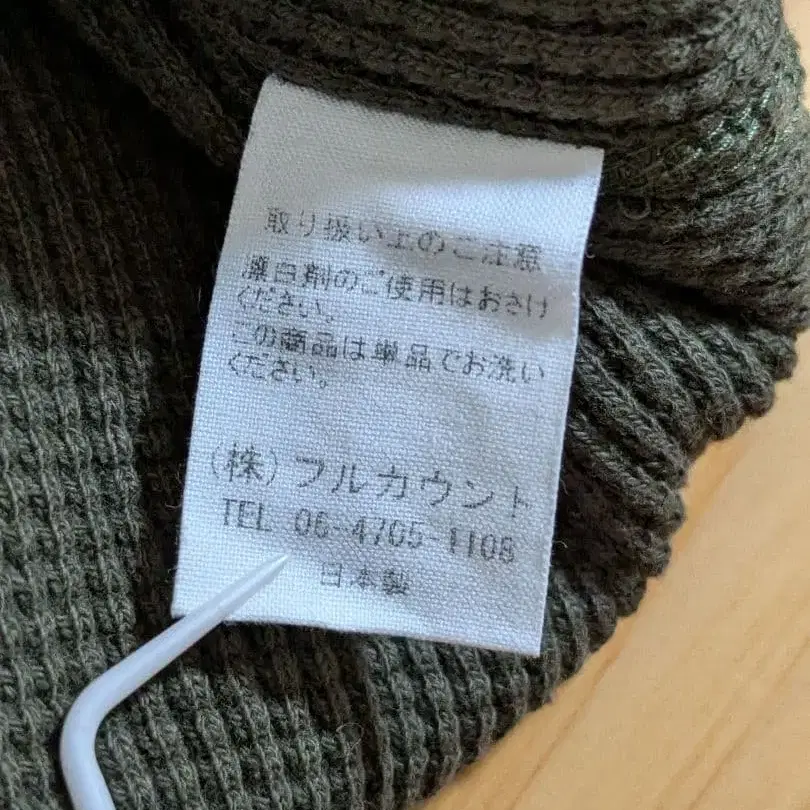 取り扱い上のご注意
漂白剤のご使用はおさけ
ください。
この商品は単品でお洗い
ください。
(株)フルカウント
TEL 06-4705-1108
日本製